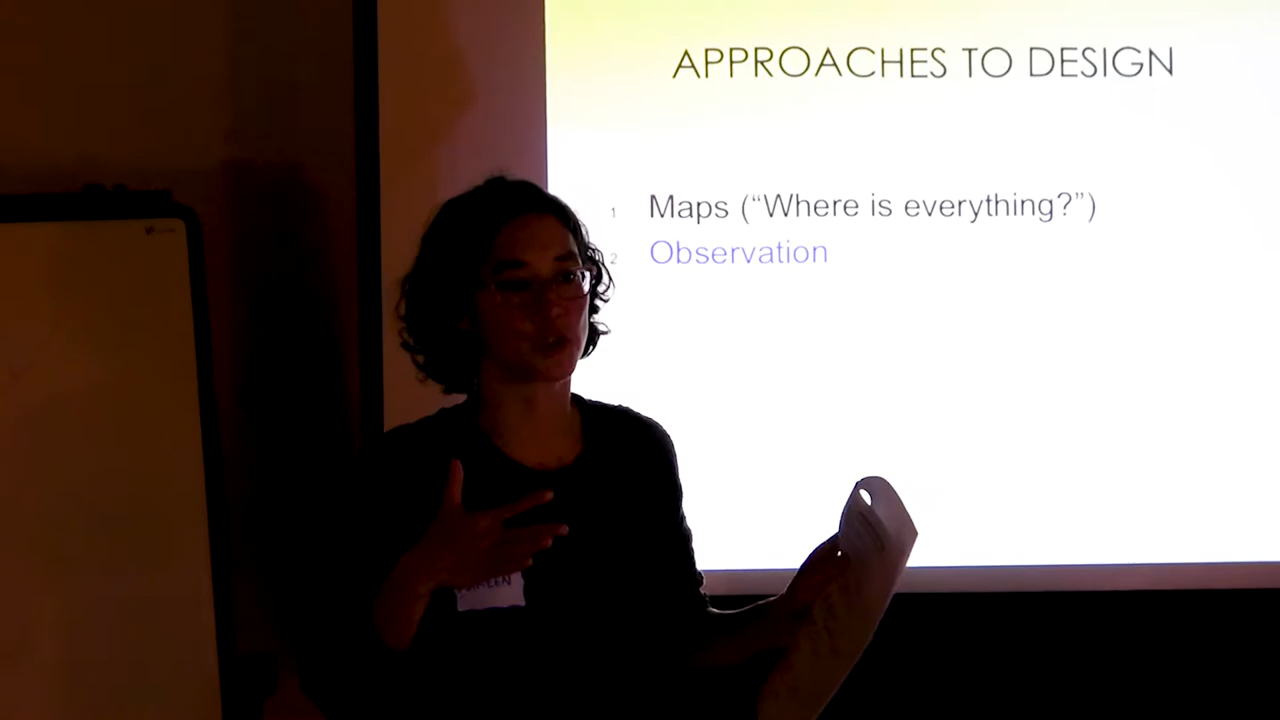 APPROACHES TO DESIGN
1 Maps (“Where is everything?”)
2 Observation